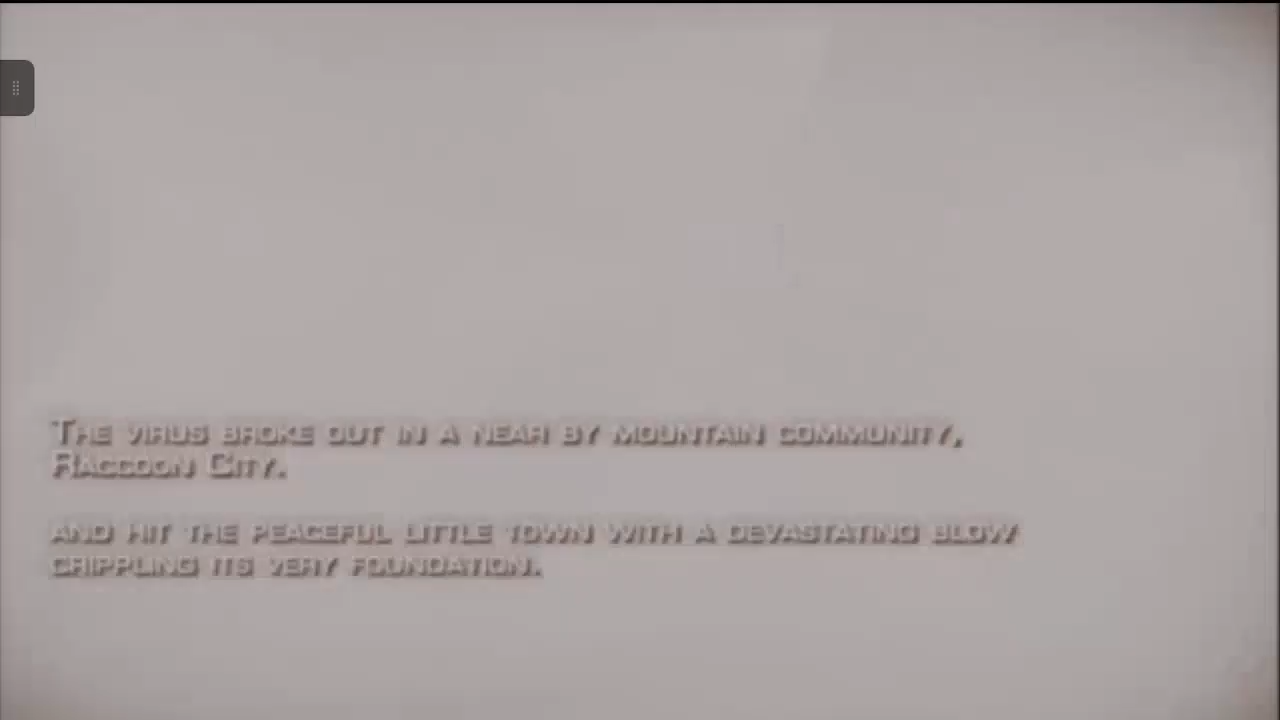 The virus broke out in a near by mountain community,
Raccoon City.
and hit the peaceful little town with a devastating blow
crippling its very foundation.